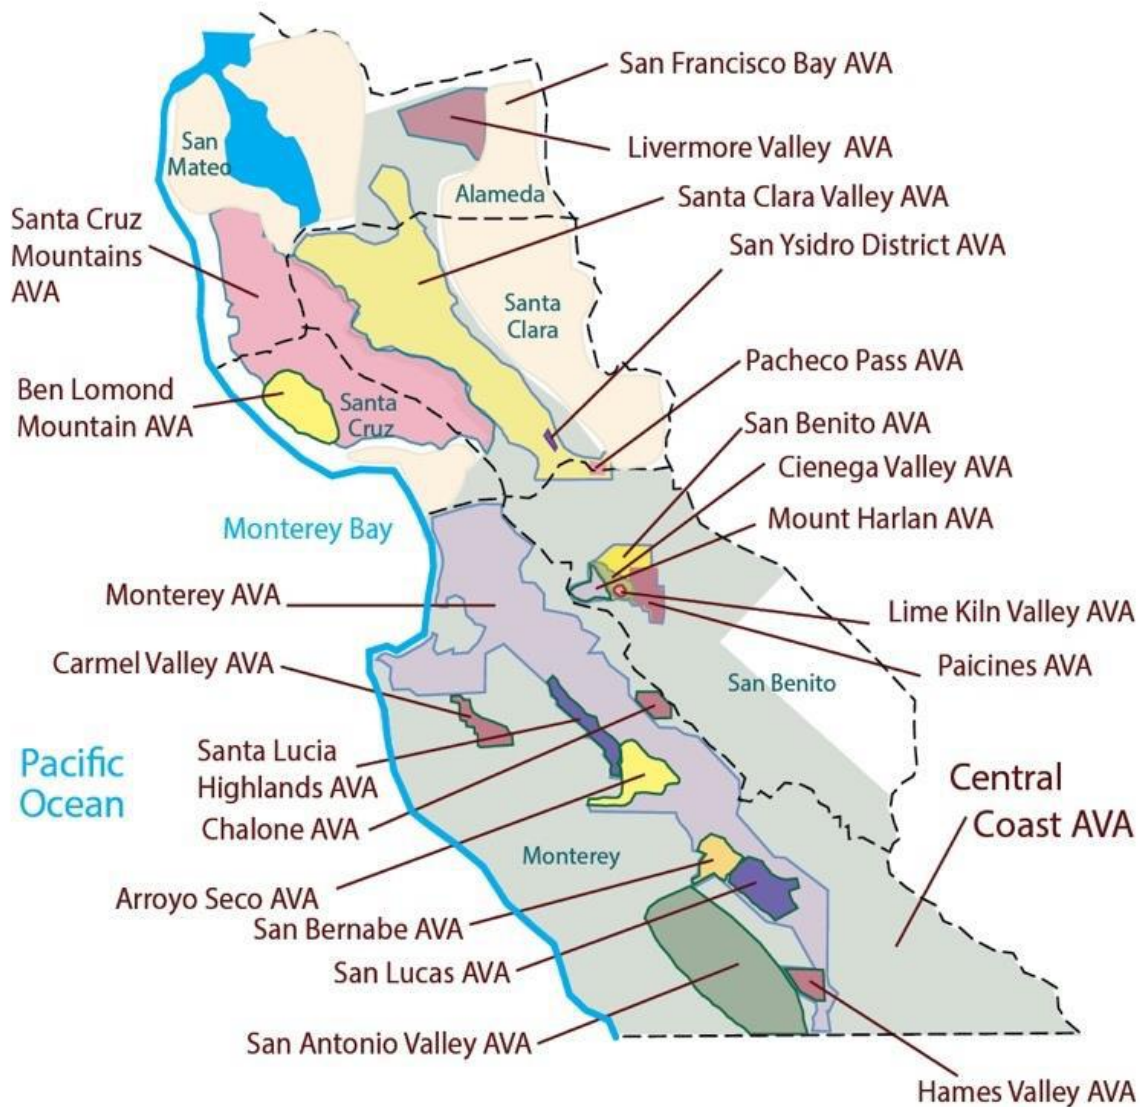 San Francisco Bay AVA
Livermore Valley AVA
San
Mateo
Alameda
Santa Clara Valley AVA
Santa Cruz
Mountains
AVA
San Ysidro District AVA
Santa
Clara
Pacheco Pass AVA
Ben Lomond
Mountain AVA
Santa
Cruz
San Benito AVA
Cienega Valley AVA
Mount Harlan AVA
Monterey Bay
Monterey AVA
Lime Kiln Valley AVA
Carmel Valley AVA
Paicines AVA
San Benito
Santa Lucia
Highlands AVA
Pacific
Ocean
Central
Coast AVA
Chalone AVA
Monterey
Arroyo Seco AVA
San Bernabe AVA
San Lucas AVA
San Antonio Valley AVA
Hames Valley AVA